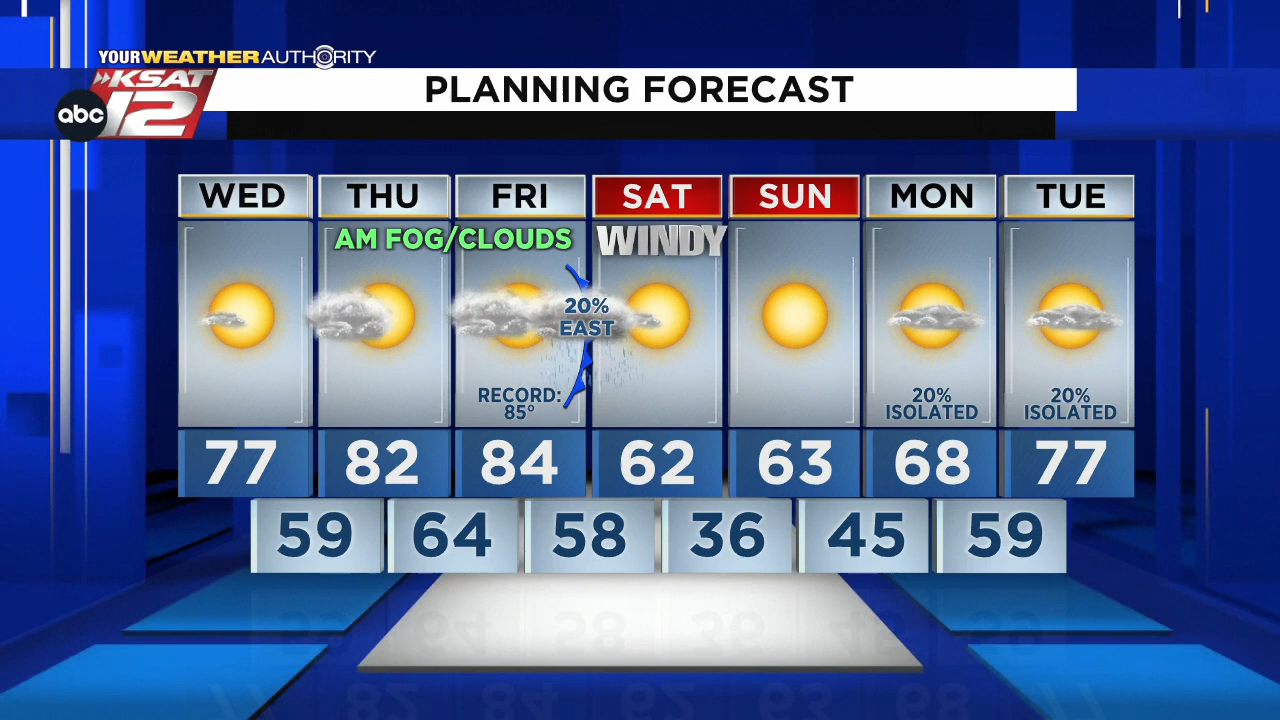 YOURWEATHERAUTHORITY
KSAT
abc 12
PLANNING FORECAST
WED THU FRI SAT SUN MON TUE
AM FOG/CLOUDS WINDY
20%
EAST
RECORD:
85°
20%
ISOLATED
20%
ISOLATED
77 82 84 62 63 68 77
59 64 58 36 45 59